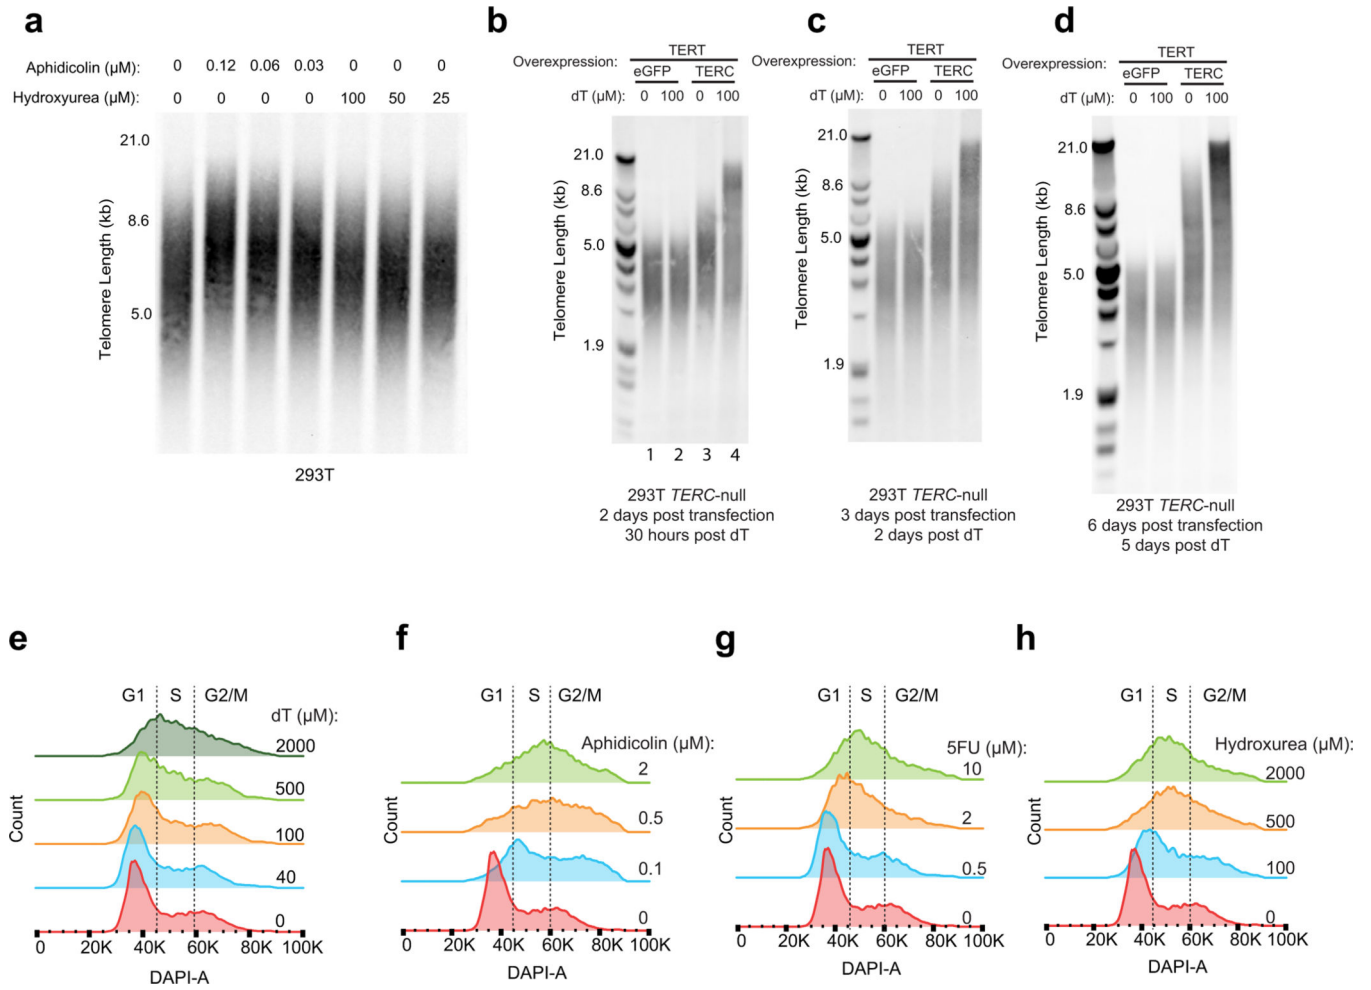 a
Aphidicolin (µM): 0 0.12 0.06 0.03 0 0 0
Hydroxyurea (µM): 0 0 0 0 100 50 25
Telomere Length (kb)
21.0
8.6
5.0
293T
b
TERT
Overexpression:
eGFP TERC
dT (µM): 0 100 0 100
Telomere Length (kb)
21.0
8.6
5.0
1.9
1 2 3 4
293T TERC-null
2 days post transfection
30 hours post dT
c
TERT
Overexpression:
eGFP TERC
dT (µM): 0 100 0 100
Telomere Length (kb)
21.0
8.6
5.0
1.9
293T TERC-null
3 days post transfection
2 days post dT
d
TERT
Overexpression:
eGFP TERC
dT (µM): 0 100 0 100
Telomere Length (kb)
21.0
8.6
5.0
1.9
293T TERC-null
6 days post transfection
5 days post dT
e
G1 S G2/M
dT (µM):
2000
500
100
40
0
Count
0 20K 40K 60K 80K 100K
DAPI-A
f
G1 S G2/M
Aphidicolin (µM):
2
0.5
0.1
0
Count
0 20K 40K 60K 80K 100K
DAPI-A
g
G1 S G2/M
5FU (µM):
10
2
0.5
0
Count
0 20K 40K 60K 80K 100K
DAPI-A
h
G1 S G2/M
Hydroxurea (µM):
2000
500
100
0
Count
0 20K 40K 60K 80K 100K
DAPI-A